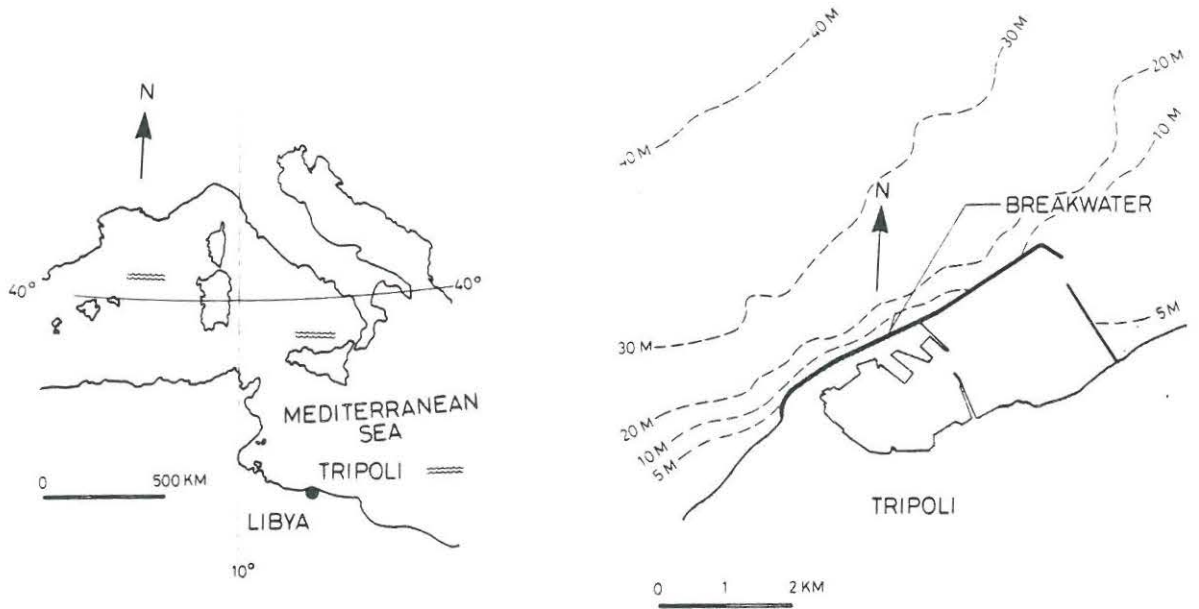 N
40°
40°
MEDITERRANEAN
SEA
TRIPOLI
0 500 KM
LIBYA
10°
40 M
30 M
20 M
10 M
40 M
N
BREAKWATER
5 M
30 M
20 M
10 M
5 M
TRIPOLI
0 1 2 KM